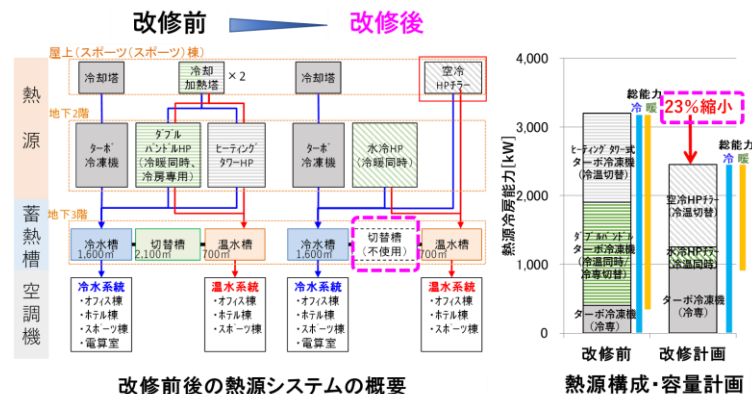 改修前
改修後
屋上(スポーツ(スポーツ)棟)
熱源
冷却塔
冷却
加熱塔
×2
冷却塔
空冷
HPチラー
地下2階
ターボ
冷凍機
ダブル
バンドルHP
(冷暖同時、
冷房専用)
ヒーティング
タワーHP
ターボ
冷凍機
水冷HP
(冷暖同時)
蓄熱槽
地下3階
冷水槽
1,600㎥
切替槽
2,100㎥
温水槽
700㎥
冷水槽
1,600㎥
切替槽
(不使用)
温水槽
700㎥
空調機
冷水系統
・オフィス棟
・ホテル棟
・スポーツ棟
・電算室
温水系統
・オフィス棟
・ホテル棟
・スポーツ棟
冷水系統
・オフィス棟
・ホテル棟
・スポーツ棟
・電算室
温水系統
・オフィス棟
・ホテル棟
・スポーツ棟
改修前後の熱源システムの概要
熱源冷房能力[kW]
4,000
3,000
2,000
1,000
0
総能力
冷 暖
23%縮小
総能力
冷 暖
ヒーティングタワー式
ターボ冷凍機
(冷温切替)
ダブルバンドル
ターボ冷凍機
(冷温同時/
冷専切替)
ターボ冷凍機
(冷専)
空冷HPチラー
(冷温切替)
水冷HPチラー
(冷温同時)
ターボ冷凍機
(冷専)
改修前
改修計画
熱源構成・容量計画